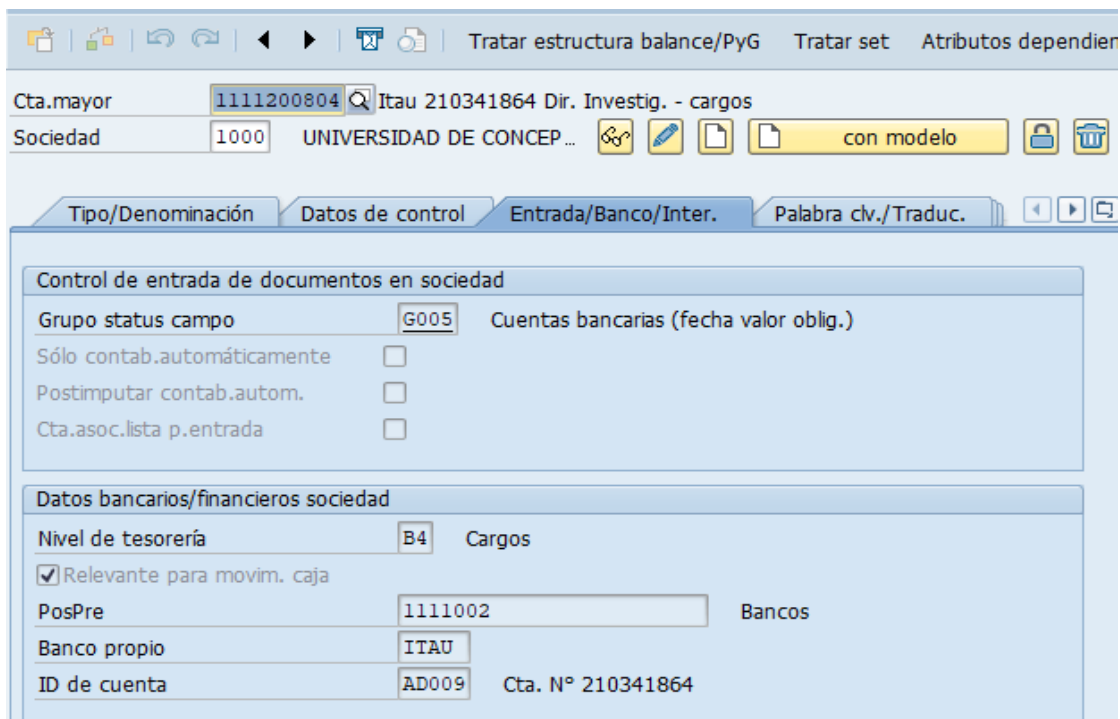 Tratar estructura balance/PyG Tratar set Atributos dependien
Cta.mayor 1111200804 Itau 210341864 Dir. Investig. - cargos
Sociedad 1000 UNIVERSIDAD DE CONCEP… con modelo
Tipo/Denominación Datos de control Entrada/Banco/Inter. Palabra clv./Traduc.
Control de entrada de documentos en sociedad
Grupo status campo G005 Cuentas bancarias (fecha valor oblig.)
Sólo contab.automáticamente
Postimputar contab.autom.
Cta.asoc.lista p.entrada
Datos bancarios/financieros sociedad
Nivel de tesorería B4 Cargos
Relevante para movim. caja
PosPre 1111002 Bancos
Banco propio ITAU
ID de cuenta AD009 Cta. N° 210341864